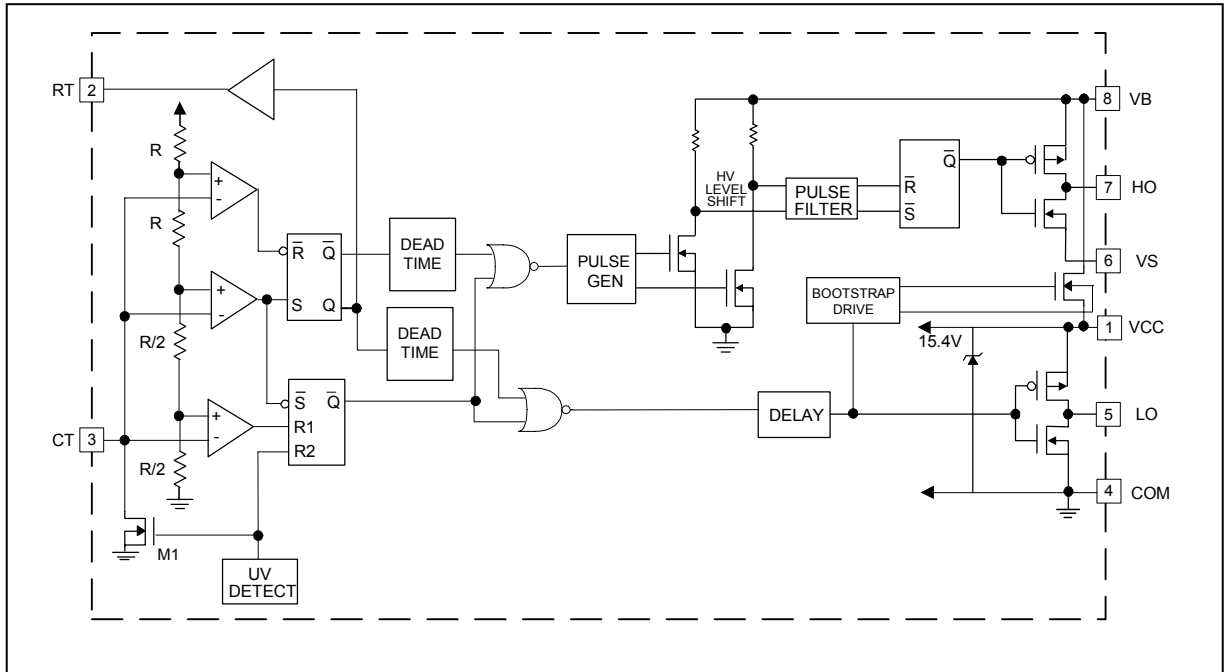 RT 2
8 VB
R
+
-
HV
LEVEL
SHIFT
PULSE
FILTER
R̅
S̅
Q̅
7 HO
R
DEAD
TIME
R̅
Q̅
S
Q
PULSE
GEN
6 VS
+
-
BOOTSTRAP
DRIVE
R/2
DEAD
TIME
15.4V
1 VCC
S̅
Q̅
R1
R2
+
-
DELAY
5 LO
CT 3
R/2
4 COM
M1
UV
DETECT